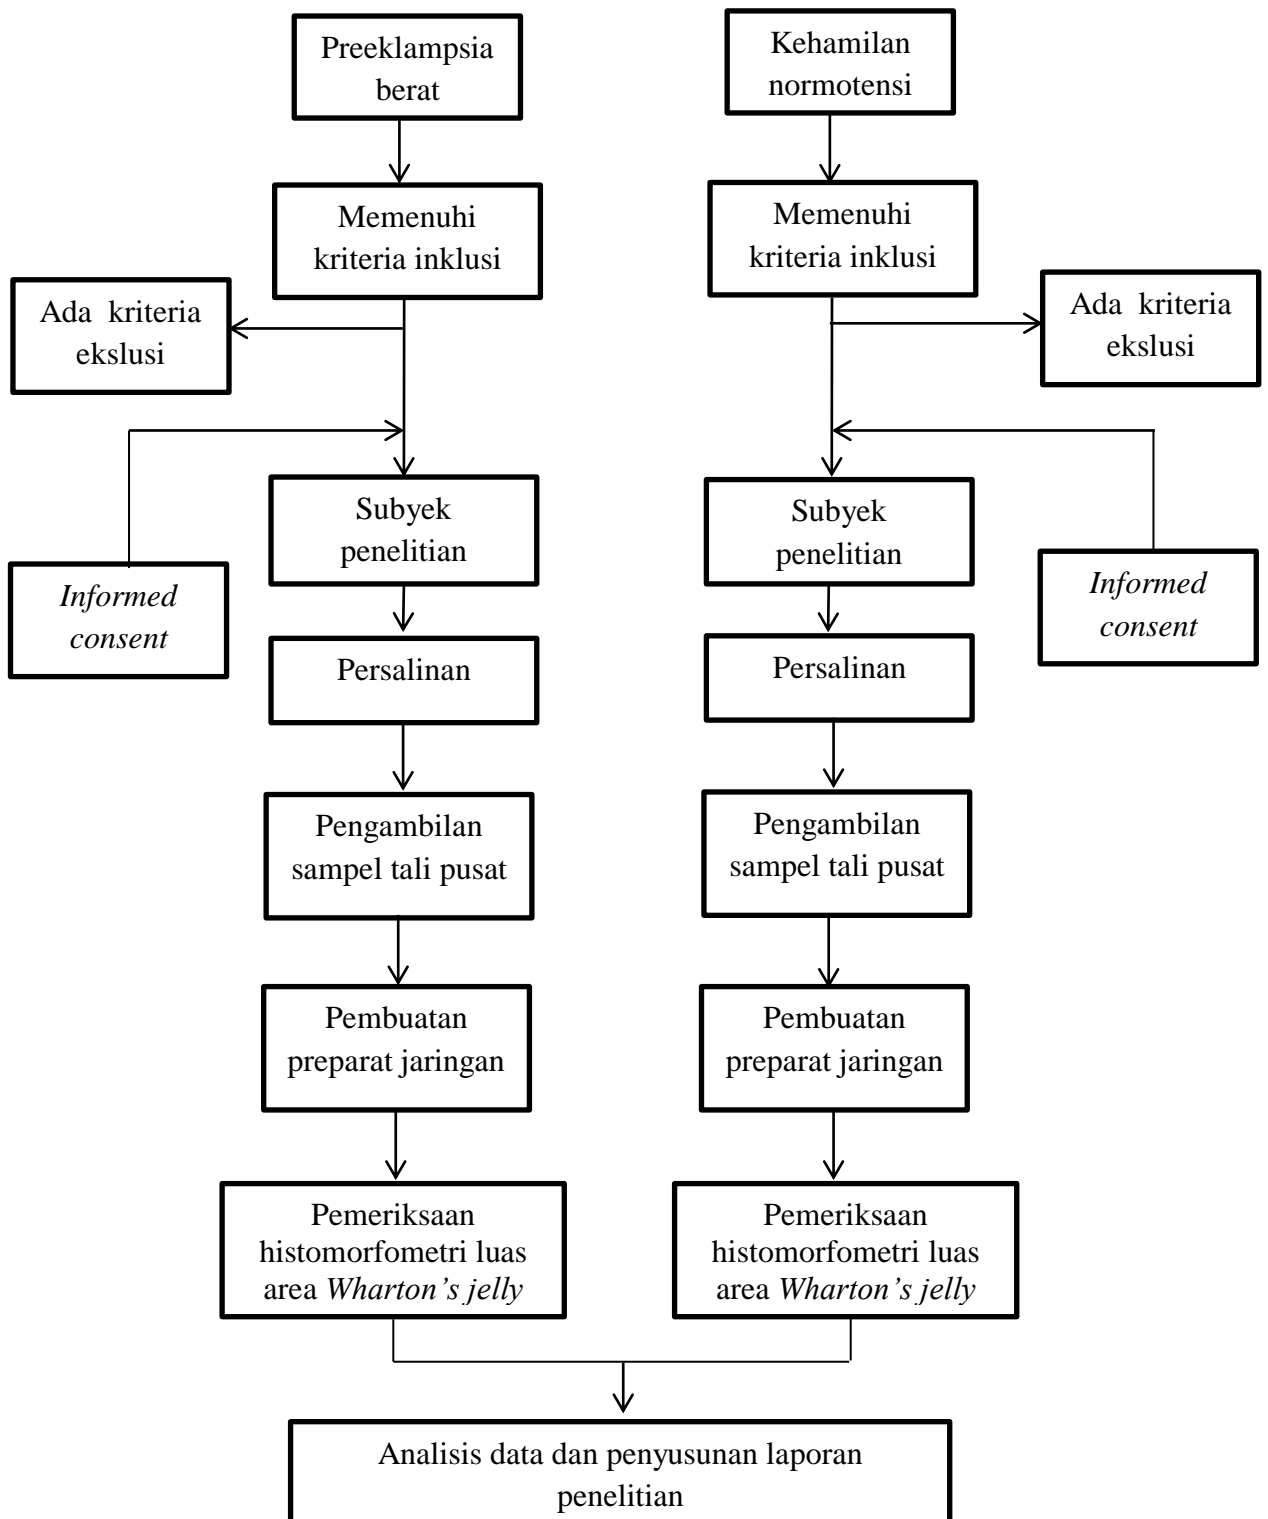 Preeklampsia
berat
Kehamilan
normotensi
Memenuhi
kriteria inklusi
Memenuhi
kriteria inklusi
Ada kriteria
ekslusi
Ada kriteria
ekslusi
Subyek
penelitian
Subyek
penelitian
Informed
consent
Informed
consent
Persalinan
Persalinan
Pengambilan
sampel tali pusat
Pengambilan
sampel tali pusat
Pembuatan
preparat jaringan
Pembuatan
preparat jaringan
Pemeriksaan
histomorfometri luas
area Wharton’s jelly
Pemeriksaan
histomorfometri luas
area Wharton’s jelly
Analisis data dan penyusunan laporan
penelitian